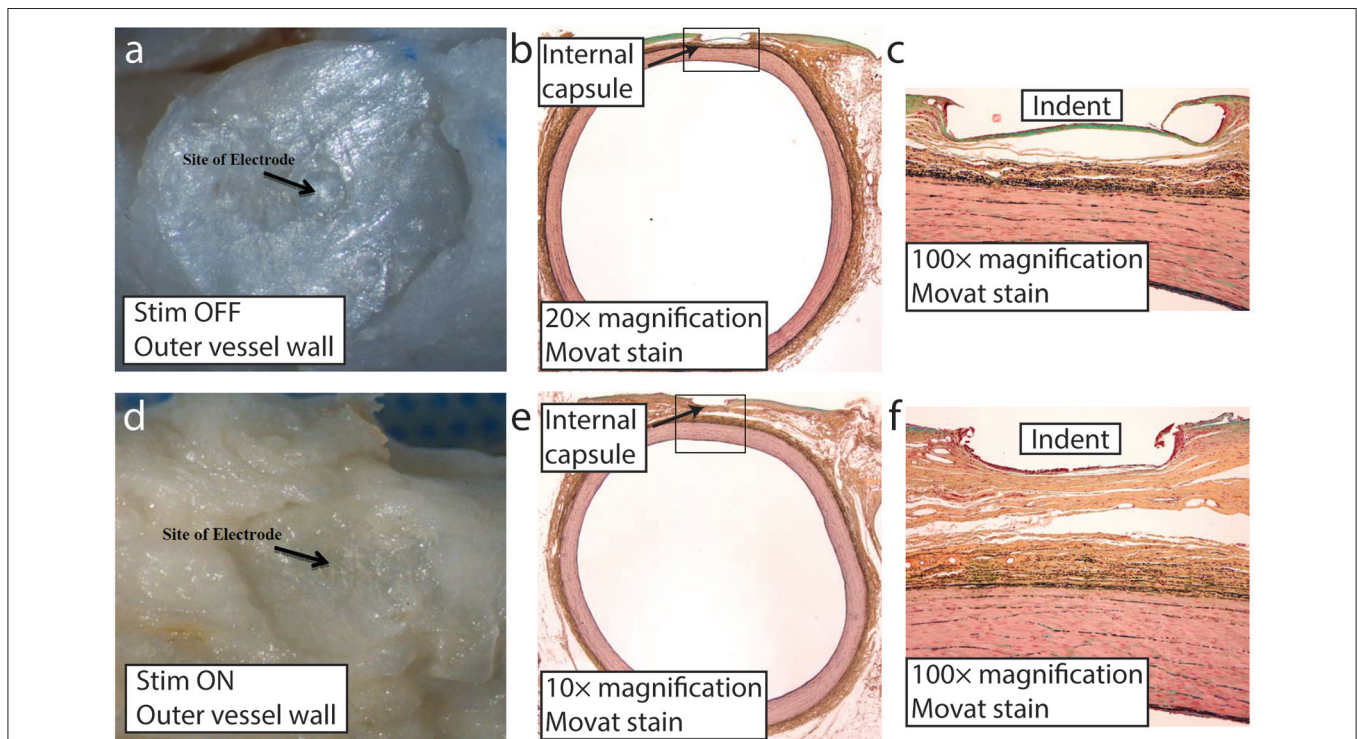 a
Site of Electrode
Stim OFF
Outer vessel wall
b
Internal
capsule
20× magnification
Movat stain
c
Indent
100× magnification
Movat stain
d
Site of Electrode
Stim ON
Outer vessel wall
e
Internal
capsule
10× magnification
Movat stain
f
Indent
100× magnification
Movat stain